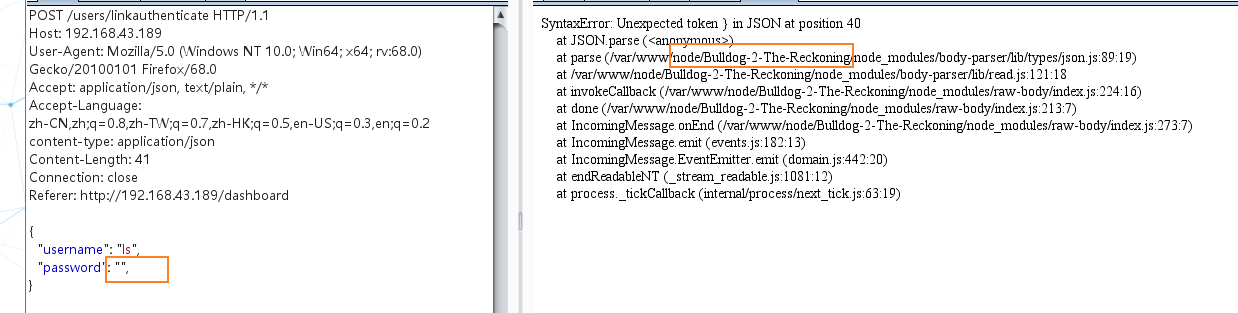 POST /users/linkauthenticate HTTP/1.1
Host: 192.168.43.189
User-Agent: Mozilla/5.0 (Windows NT 10.0; Win64; x64; rv:68.0)
Gecko/20100101 Firefox/68.0
Accept: application/json, text/plain, */*
Accept-Language:
zh-CN,zh;q=0.8,zh-TW;q=0.7,zh-HK;q=0.5,en-US;q=0.3,en;q=0.2
content-type: application/json
Content-Length: 41
Connection: close
Referer: http://192.168.43.189/dashboard
{
"username": "ls",
"password": "",
}
SyntaxError: Unexpected token } in JSON at position 40
at JSON.parse (<anonymous>)
at parse (/var/www/node/Bulldog-2-The-Reckoning/node_modules/body-parser/lib/types/json.js:89:19)
at /var/www/node/Bulldog-2-The-Reckoning/node_modules/body-parser/lib/read.js:121:18
at invokeCallback (/var/www/node/Bulldog-2-The-Reckoning/node_modules/raw-body/index.js:224:16)
at done (/var/www/node/Bulldog-2-The-Reckoning/node_modules/raw-body/index.js:213:7)
at IncomingMessage.onEnd (/var/www/node/Bulldog-2-The-Reckoning/node_modules/raw-body/index.js:273:7)
at IncomingMessage.emit (events.js:182:13)
at IncomingMessage.EventEmitter.emit (domain.js:442:20)
at endReadableNT (_stream_readable.js:1081:12)
at process._tickCallback (internal/process/next_tick.js:63:19)